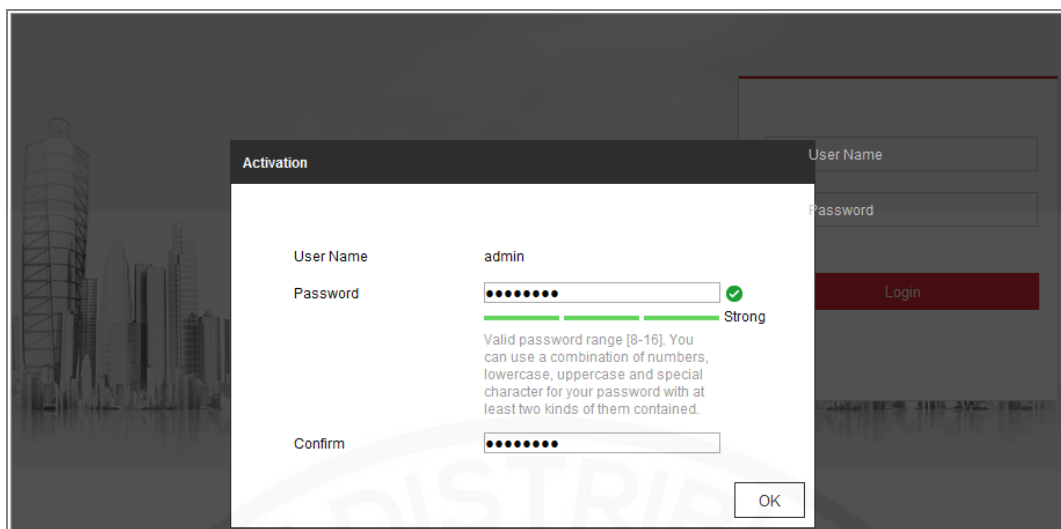 Activation
User Name
Password
Login
User Name admin
Password ●●●●●●●●
Strong
Valid password range [8-16]. You
can use a combination of numbers,
lowercase, uppercase and special
character for your password with at
least two kinds of them contained.
Confirm ●●●●●●●●
OK